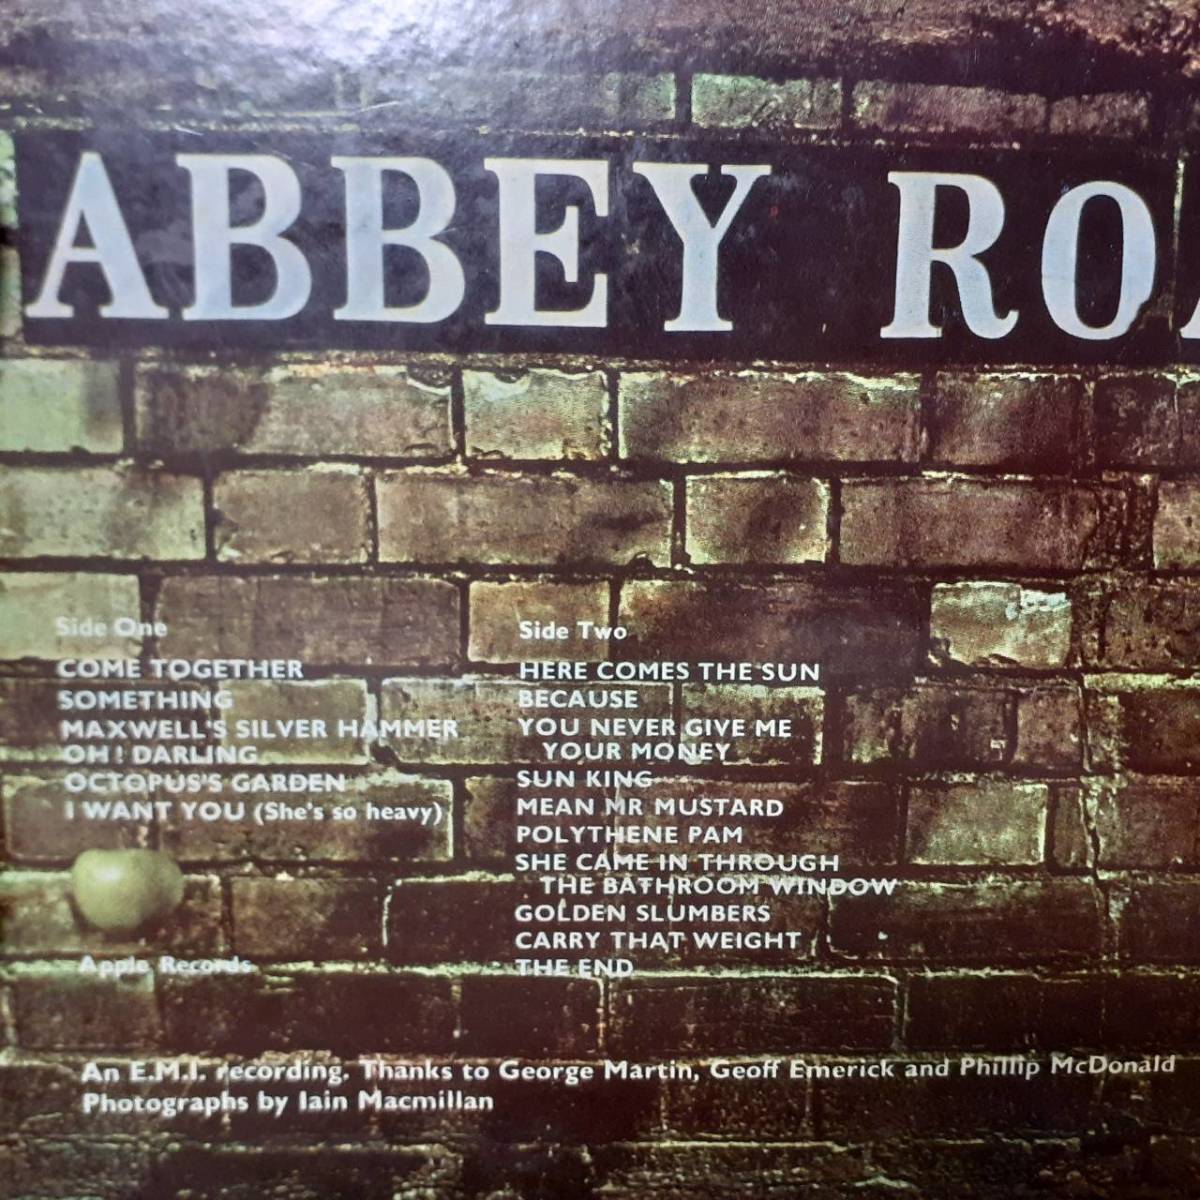 ABBEY ROA
Side One
COME TOGETHER
SOMETHING
MAXWELL'S SILVER HAMMER
OH! DARLING
OCTOPUS'S GARDEN
I WANT YOU (She's so heavy)
Apple Records
Side Two
HERE COMES THE SUN
BECAUSE
YOU NEVER GIVE ME
YOUR MONEY
SUN KING
MEAN MR MUSTARD
POLYTHENE PAM
SHE CAME IN THROUGH
THE BATHROOM WINDOW
GOLDEN SLUMBERS
CARRY THAT WEIGHT
THE END
An E.M.I. recording. Thanks to George Martin, Geoff Emerick and Phillip McDonald
Photographs by Iain Macmillan